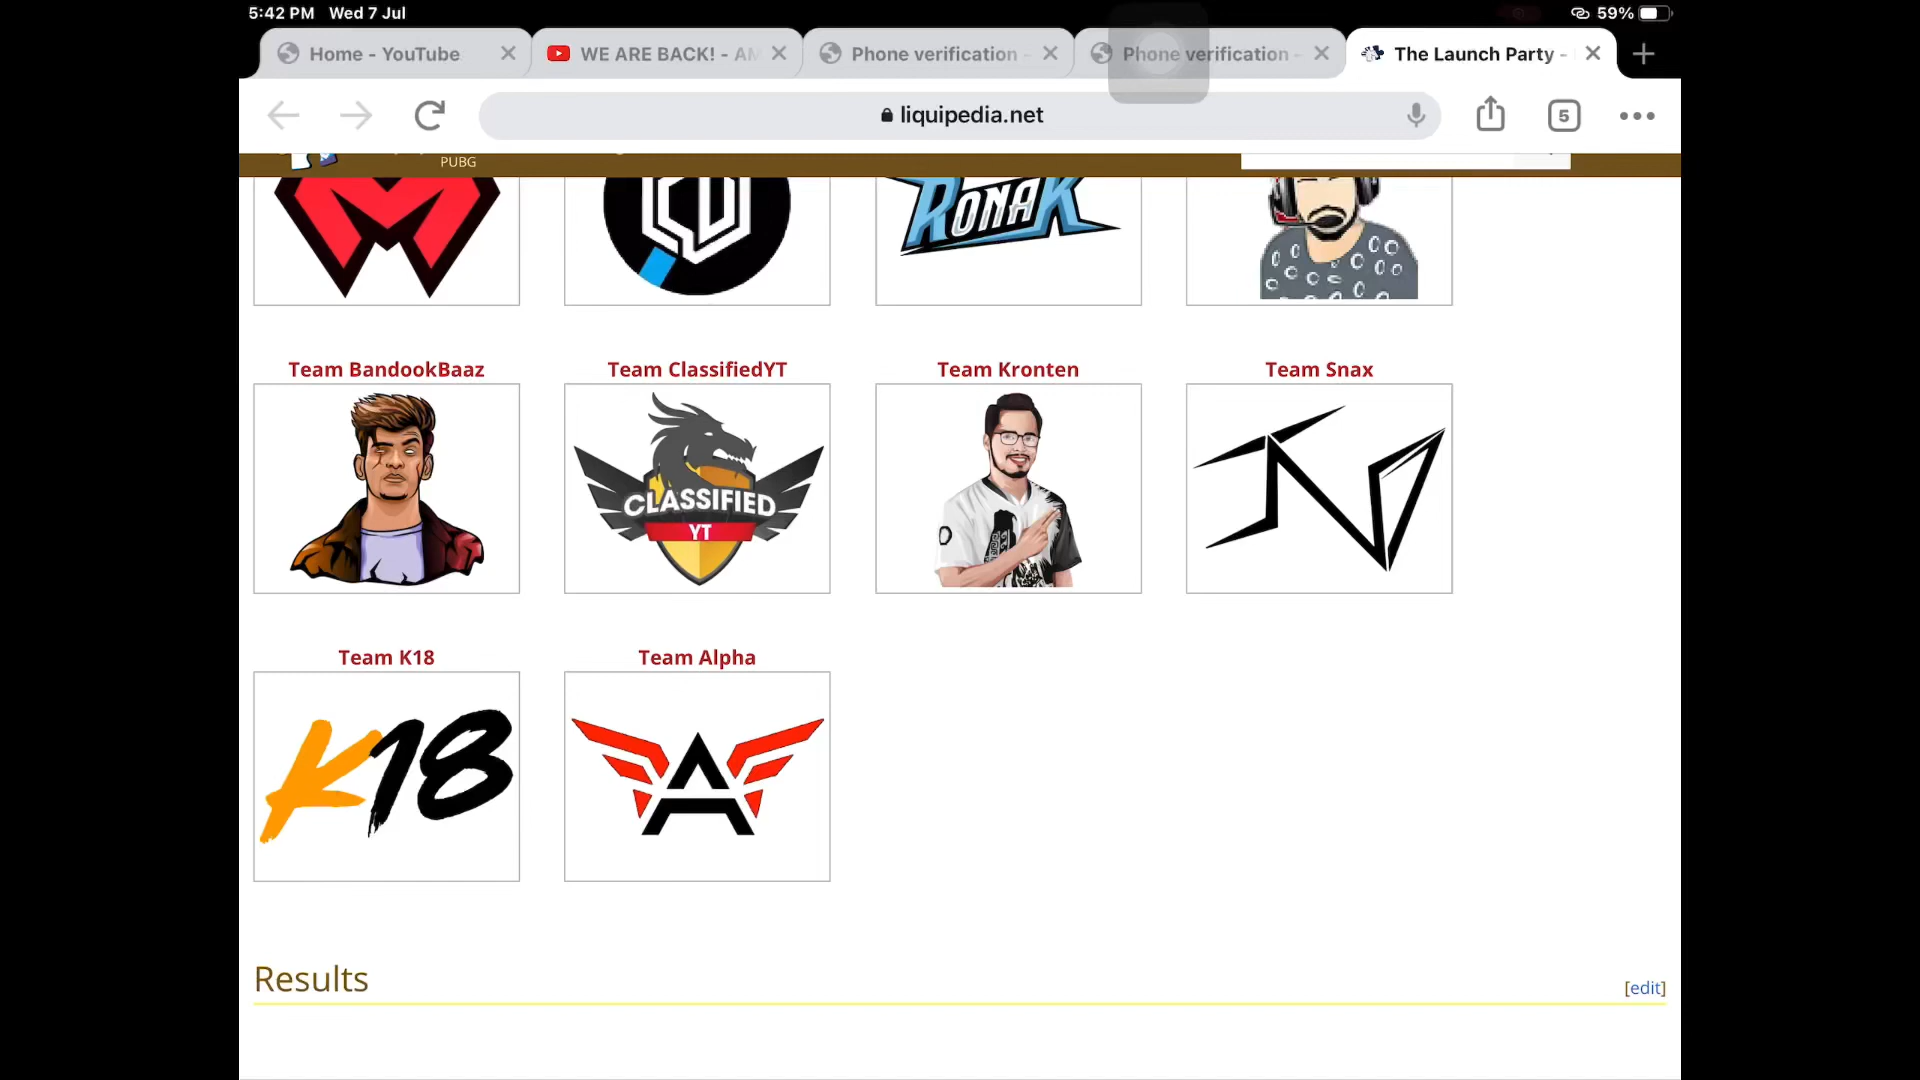 5:42 PM Wed 7 Jul
59%
Home - YouTube
WE ARE BACK! - AM
Phone verification -
Phone verification -
The Launch Party -
liquipedia.net
5
PUBG
RONAK
Team BandookBaaz
Team ClassifiedYT
Team Kronten
Team Snax
CLASSIFIED
YT
Team K18
Team Alpha
K18
A
Results
[edit]